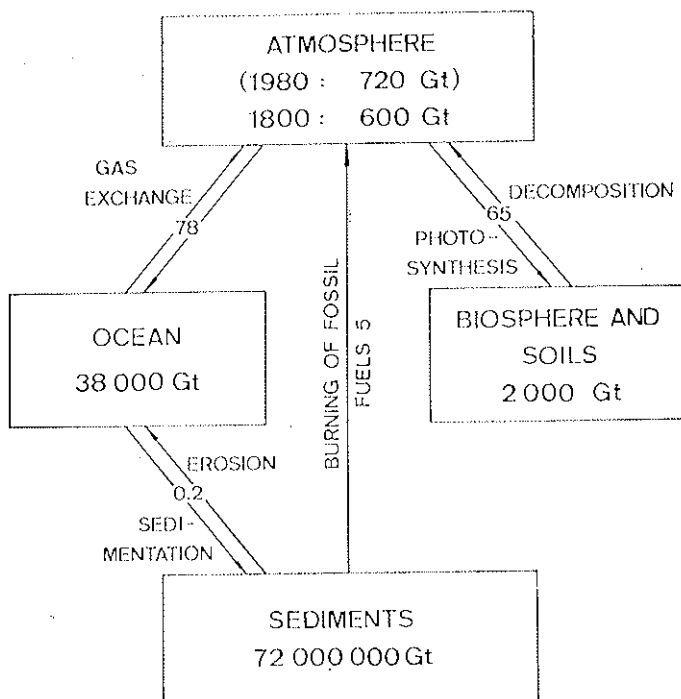 ATMOSPHERE
(1980 : 720 Gt)
1800 : 600 Gt
GAS
EXCHANGE
78
DECOMPOSITION
65
PHOTO-
SYNTHESIS
OCEAN
38 000 Gt
BURNING OF FOSSIL
FUELS 5
BIOSPHERE AND
SOILS
2 000 Gt
EROSION
0.2
SEDI-
MENTATION
SEDIMENTS
72 000 000 Gt